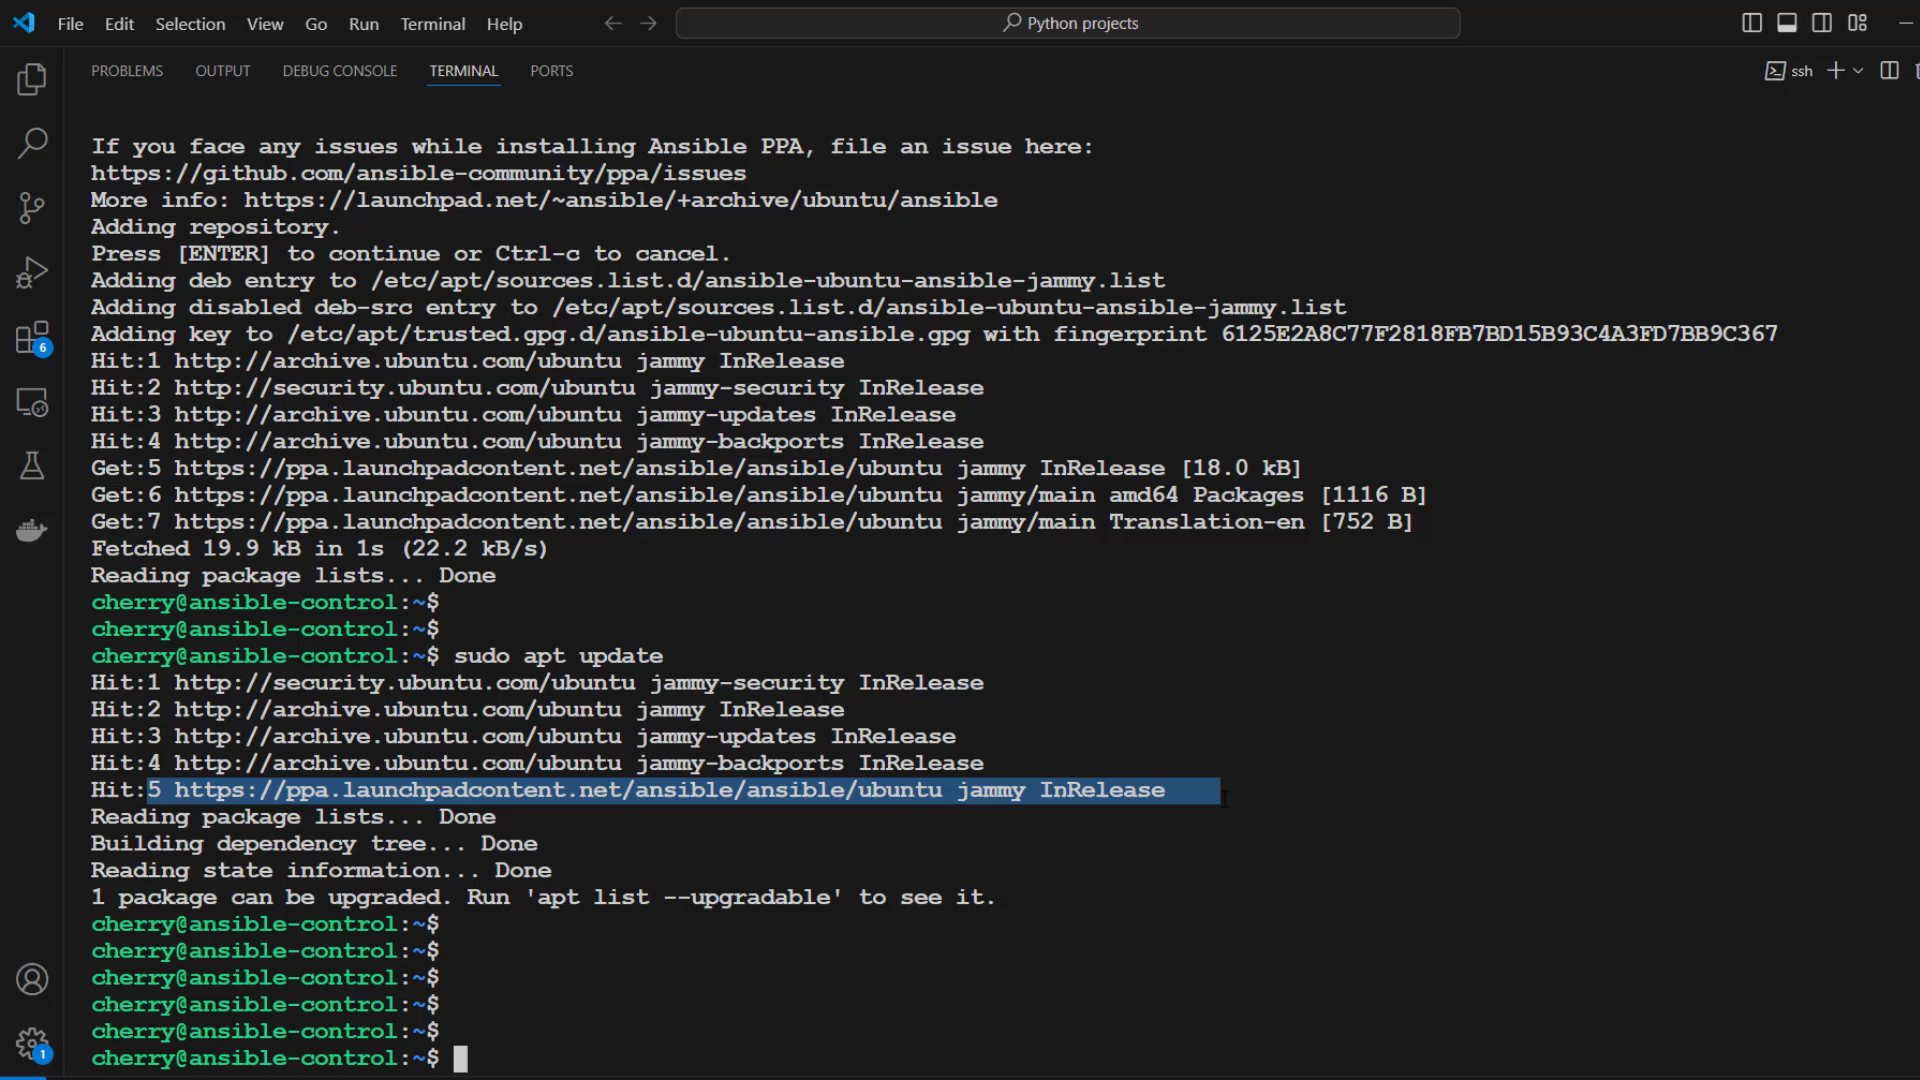 File Edit Selection View Go Run Terminal Help Python projects
PROBLEMS OUTPUT DEBUG CONSOLE TERMINAL PORTS ssh
If you face any issues while installing Ansible PPA, file an issue here:
https://github.com/ansible-community/ppa/issues
More info: https://launchpad.net/~ansible/+archive/ubuntu/ansible
Adding repository.
Press [ENTER] to continue or Ctrl-c to cancel.
Adding deb entry to /etc/apt/sources.list.d/ansible-ubuntu-ansible-jammy.list
Adding disabled deb-src entry to /etc/apt/sources.list.d/ansible-ubuntu-ansible-jammy.list
Adding key to /etc/apt/trusted.gpg.d/ansible-ubuntu-ansible.gpg with fingerprint 6125E2A8C77F2818FB7BD15B93C4A3FD7BB9C367
Hit:1 http://archive.ubuntu.com/ubuntu jammy InRelease
Hit:2 http://security.ubuntu.com/ubuntu jammy-security InRelease
Hit:3 http://archive.ubuntu.com/ubuntu jammy-updates InRelease
Hit:4 http://archive.ubuntu.com/ubuntu jammy-backports InRelease
Get:5 https://ppa.launchpadcontent.net/ansible/ansible/ubuntu jammy InRelease [18.0 kB]
Get:6 https://ppa.launchpadcontent.net/ansible/ansible/ubuntu jammy/main amd64 Packages [1116 B]
Get:7 https://ppa.launchpadcontent.net/ansible/ansible/ubuntu jammy/main Translation-en [752 B]
Fetched 19.9 kB in 1s (22.2 kB/s)
Reading package lists... Done
cherry@ansible-control:~$
cherry@ansible-control:~$
cherry@ansible-control:~$ sudo apt update
Hit:1 http://security.ubuntu.com/ubuntu jammy-security InRelease
Hit:2 http://archive.ubuntu.com/ubuntu jammy InRelease
Hit:3 http://archive.ubuntu.com/ubuntu jammy-updates InRelease
Hit:4 http://archive.ubuntu.com/ubuntu jammy-backports InRelease
Hit:5 https://ppa.launchpadcontent.net/ansible/ansible/ubuntu jammy InRelease
Reading package lists... Done
Building dependency tree... Done
Reading state information... Done
1 package can be upgraded. Run 'apt list --upgradable' to see it.
cherry@ansible-control:~$
cherry@ansible-control:~$
cherry@ansible-control:~$
cherry@ansible-control:~$
cherry@ansible-control:~$
cherry@ansible-control:~$
6
1